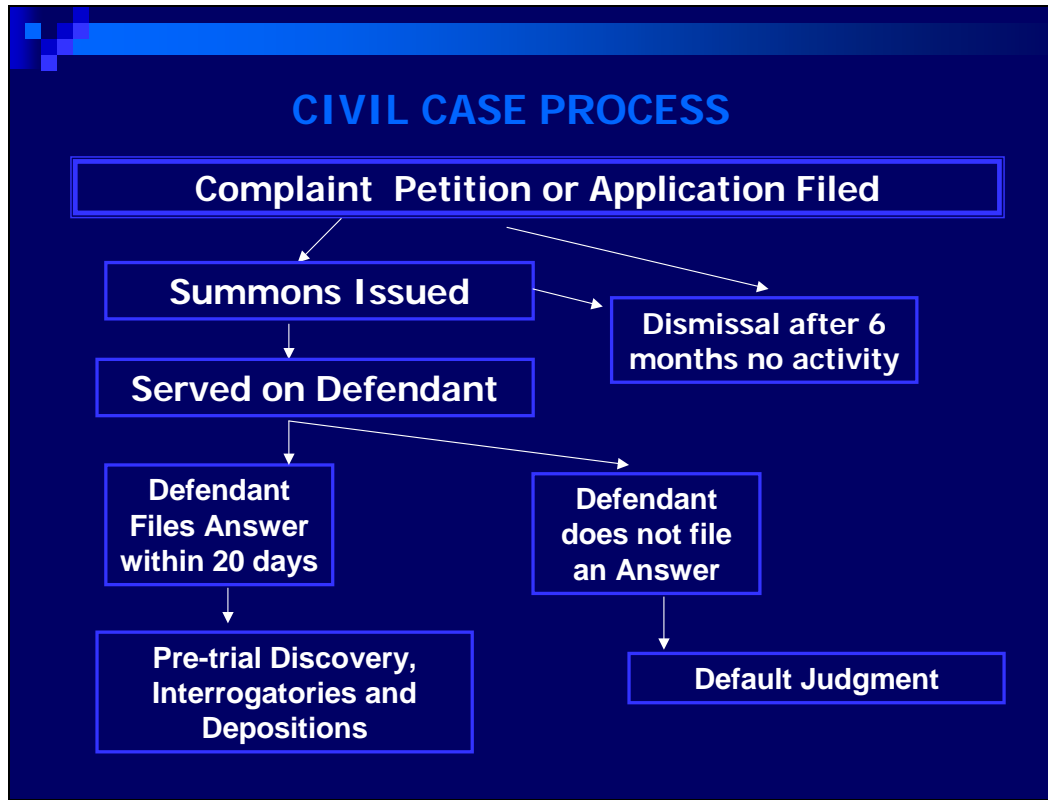 CIVIL CASE PROCESS
Complaint Petition or Application Filed
Summons Issued
Dismissal after 6
months no activity
Served on Defendant
Defendant
Files Answer
within 20 days
Defendant
does not file
an Answer
Pre-trial Discovery,
Interrogatories and
Depositions
Default Judgment